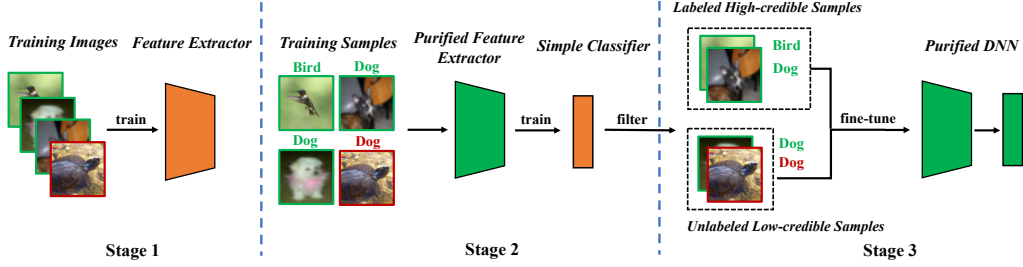 Training Images
Feature Extractor
train
Stage 1
Training Samples
Bird
Dog
Dog
Dog
Purified Feature
Extractor
Simple Classifier
train
filter
Stage 2
Labeled High-credible Samples
Bird
Dog
Dog
Dog
Unlabeled Low-credible Samples
fine-tune
Purified DNN
Stage 3